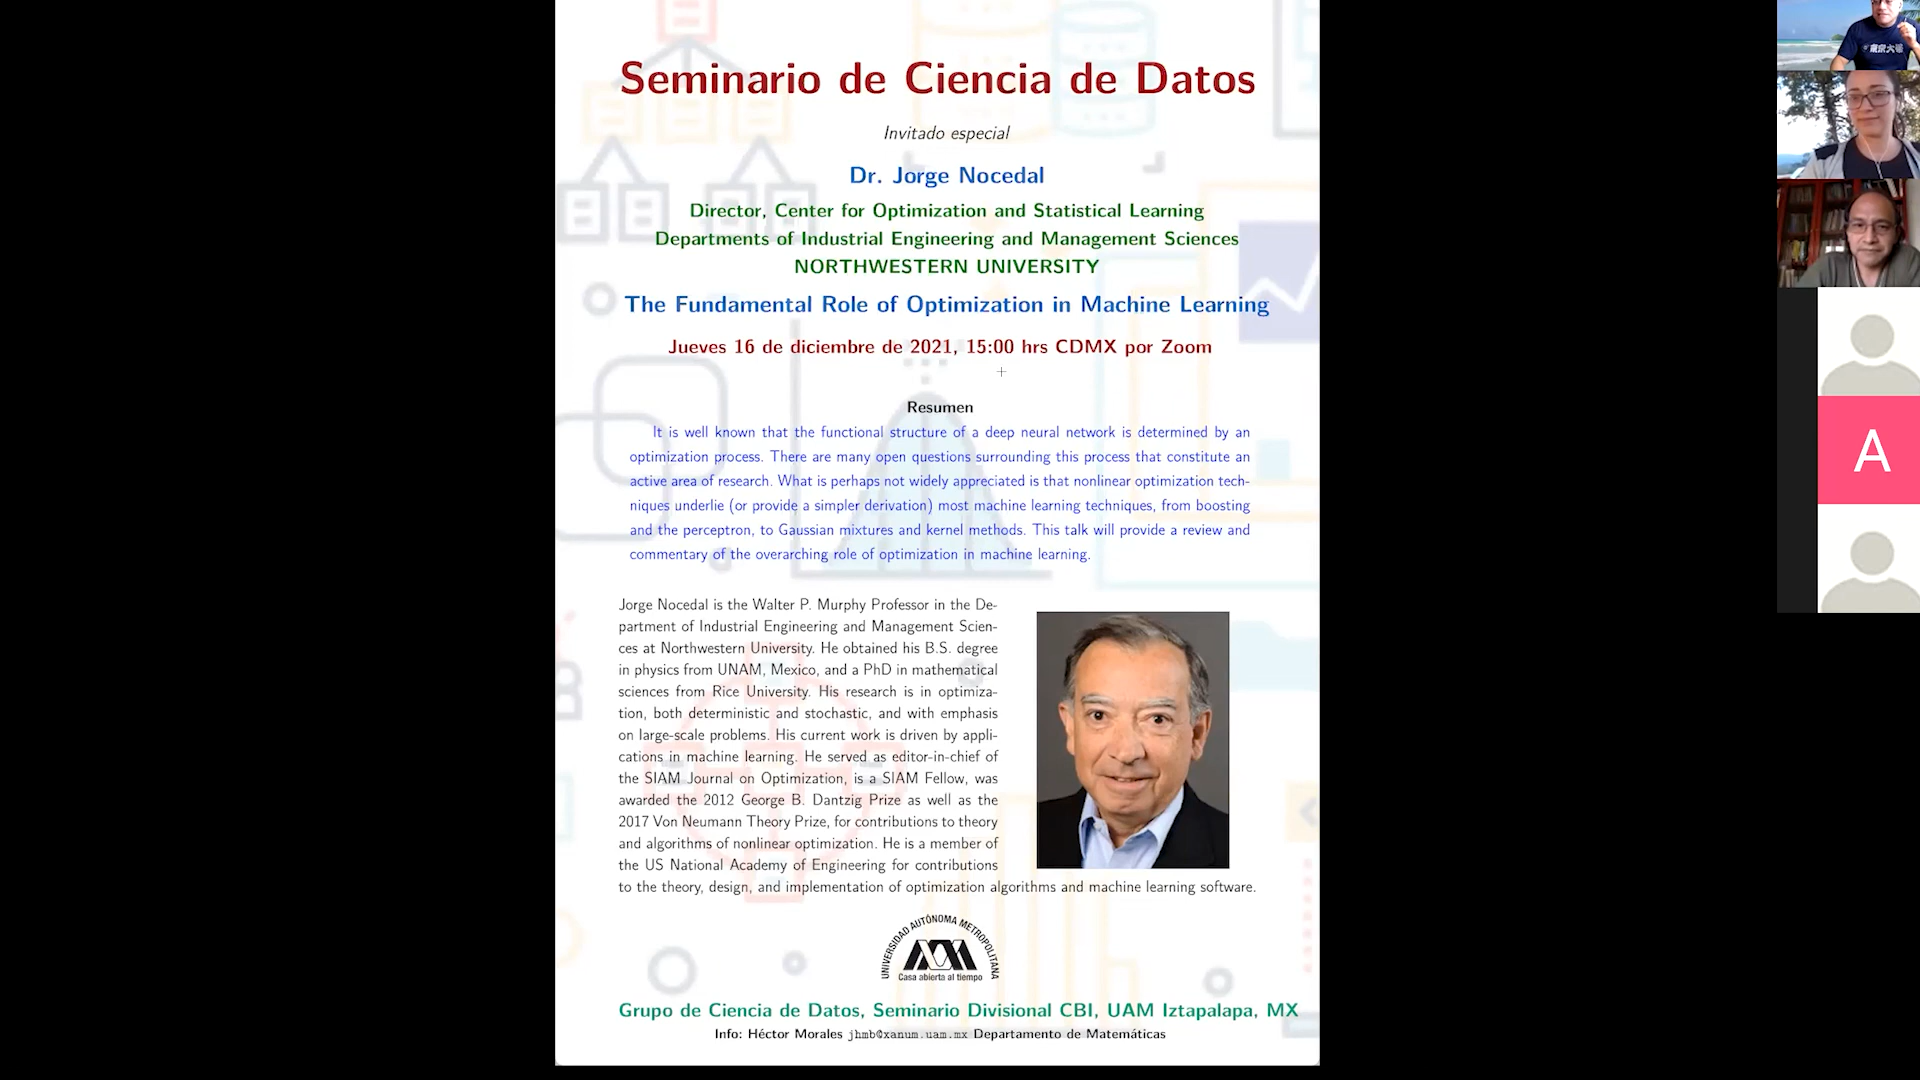 Seminario de Ciencia de Datos
Invitado especial
Dr. Jorge Nocedal
Director, Center for Optimization and Statistical Learning
Departments of Industrial Engineering and Management Sciences
NORTHWESTERN UNIVERSITY
The Fundamental Role of Optimization in Machine Learning
Jueves 16 de diciembre de 2021, 15:00 hrs CDMX por Zoom
Resumen
It is well known that the functional structure of a deep neural network is determined by an
optimization process. There are many open questions surrounding this process that constitute an
active area of research. What is perhaps not widely appreciated is that nonlinear optimization tech-
niques underlie (or provide a simpler derivation) most machine learning techniques, from boosting
and the perceptron, to Gaussian mixtures and kernel methods. This talk will provide a review and
commentary of the overarching role of optimization in machine learning.
Jorge Nocedal is the Walter P. Murphy Professor in the De-
partment of Industrial Engineering and Management Scien-
ces at Northwestern University. He obtained his B.S. degree
in physics from UNAM, Mexico, and a PhD in mathematical
sciences from Rice University. His research is in optimiza-
tion, both deterministic and stochastic, and with emphasis
on large-scale problems. His current work is driven by appli-
cations in machine learning. He served as editor-in-chief of
the SIAM Journal on Optimization, is a SIAM Fellow, was
awarded the 2012 George B. Dantzig Prize as well as the
2017 Von Neumann Theory Prize, for contributions to theory
and algorithms of nonlinear optimization. He is a member of
the US National Academy of Engineering for contributions
to the theory, design, and implementation of optimization algorithms and machine learning software.
UNIVERSIDAD AUTÓNOMA METROPOLITANA
Casa abierta al tiempo
Grupo de Ciencia de Datos, Seminario Divisional CBI, UAM Iztapalapa, MX
Info: Héctor Morales jhmb@xanum.uam.mx Departamento de Matemáticas
A